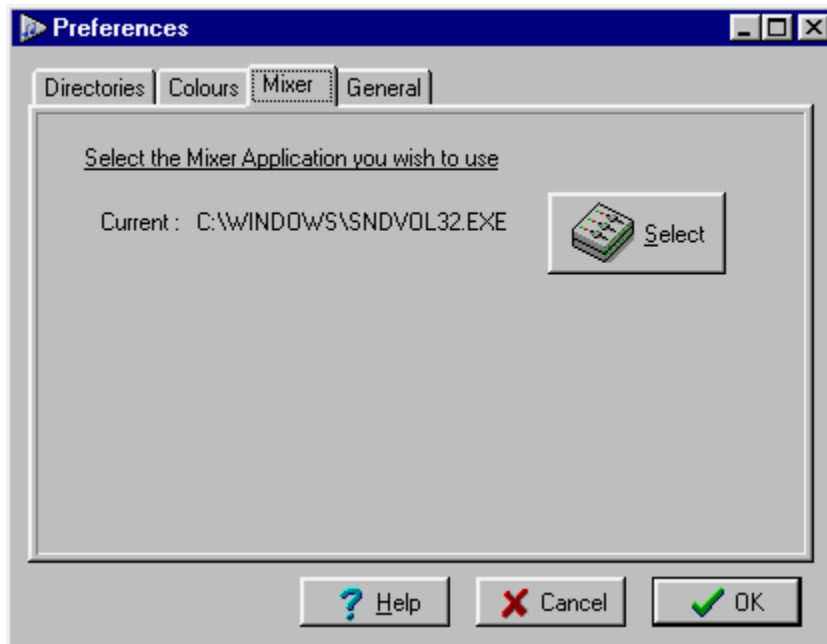 Preferences
Directories Colours Mixer General
Select the Mixer Application you wish to use
Current : C:\WINDOWS\SNDVOL32.EXE
Select
Help Cancel OK